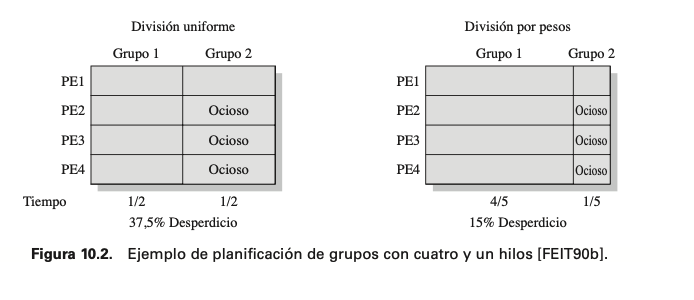 División uniforme
Grupo 1 Grupo 2
PE1
PE2 Ocioso
PE3 Ocioso
PE4 Ocioso
Tiempo 1/2 1/2
37,5% Desperdicio
División por pesos
Grupo 1 Grupo 2
PE1
PE2 Ocioso
PE3 Ocioso
PE4 Ocioso
4/5 1/5
15% Desperdicio
Figura 10.2. Ejemplo de planificación de grupos con cuatro y un hilos [FEIT90b].